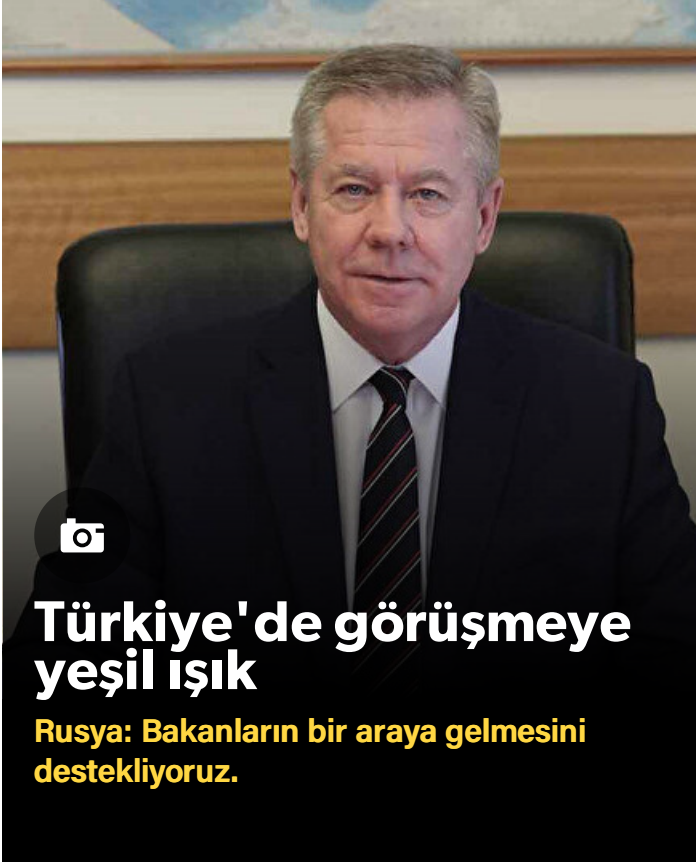 Türkiye'de görüşmeye
yeşil ışık
Rusya: Bakanların bir araya gelmesini
destekliyoruz.